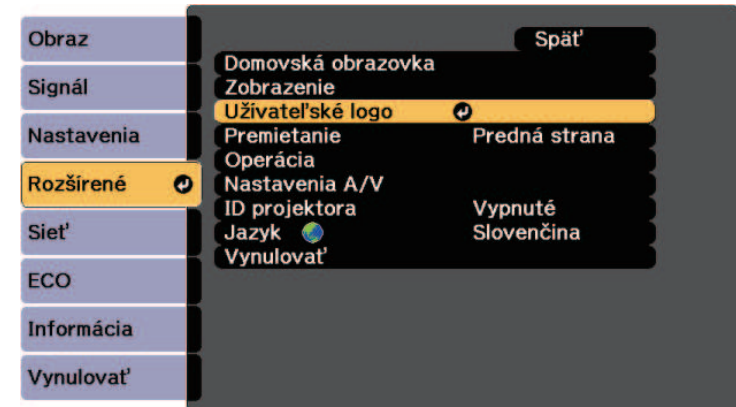 Obraz
Signál
Nastavenia
Rozšírené
Sieť
ECO
Informácia
Vynulovať
Späť
Domovská obrazovka
Zobrazenie
Užívateľské logo
Premietanie Predná strana
Operácia
Nastavenia A/V
ID projektora Vypnuté
Jazyk Slovenčina
Vynulovať